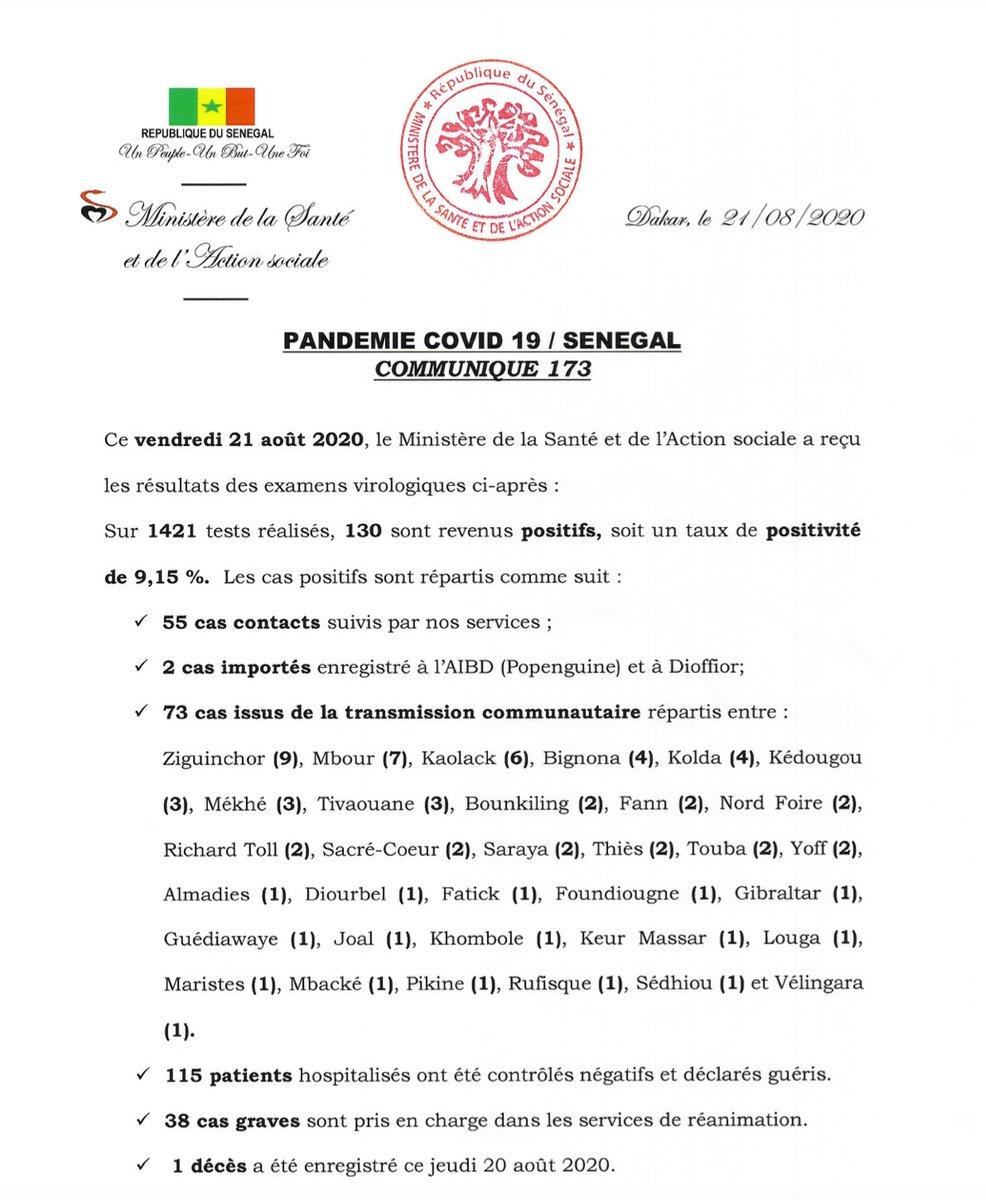 REPUBLIQUE DU SENEGAL
Un Peuple-Un But-Une Foi
Ministère de la Santé
et de l'Action sociale
★ République du Sénégal ★
MINISTERE DE LA SANTE ET DE L'ACTION SOCIALE
Dakar, le 21/08/2020
PANDEMIE COVID 19 / SENEGAL
COMMUNIQUE 173
Ce vendredi 21 août 2020, le Ministère de la Santé et de l'Action sociale a reçu
les résultats des examens virologiques ci-après :
Sur 1421 tests réalisés, 130 sont revenus positifs, soit un taux de positivité
de 9,15 %. Les cas positifs sont répartis comme suit :
✓ 55 cas contacts suivis par nos services ;
✓ 2 cas importés enregistré à l'AIBD (Popenguine) et à Dioffior;
✓ 73 cas issus de la transmission communautaire répartis entre :
Ziguinchor (9), Mbour (7), Kaolack (6), Bignona (4), Kolda (4), Kédougou
(3), Mékhé (3), Tivaouane (3), Bounkiling (2), Fann (2), Nord Foire (2),
Richard Toll (2), Sacré-Coeur (2), Saraya (2), Thiès (2), Touba (2), Yoff (2),
Almadies (1), Diourbel (1), Fatick (1), Foundiougne (1), Gibraltar (1),
Guédiawaye (1), Joal (1), Khombole (1), Keur Massar (1), Louga (1),
Maristes (1), Mbacké (1), Pikine (1), Rufisque (1), Sédhiou (1) et Vélingara
(1).
✓ 115 patients hospitalisés ont été contrôlés négatifs et déclarés guéris.
✓ 38 cas graves sont pris en charge dans les services de réanimation.
✓ 1 décès a été enregistré ce jeudi 20 août 2020.